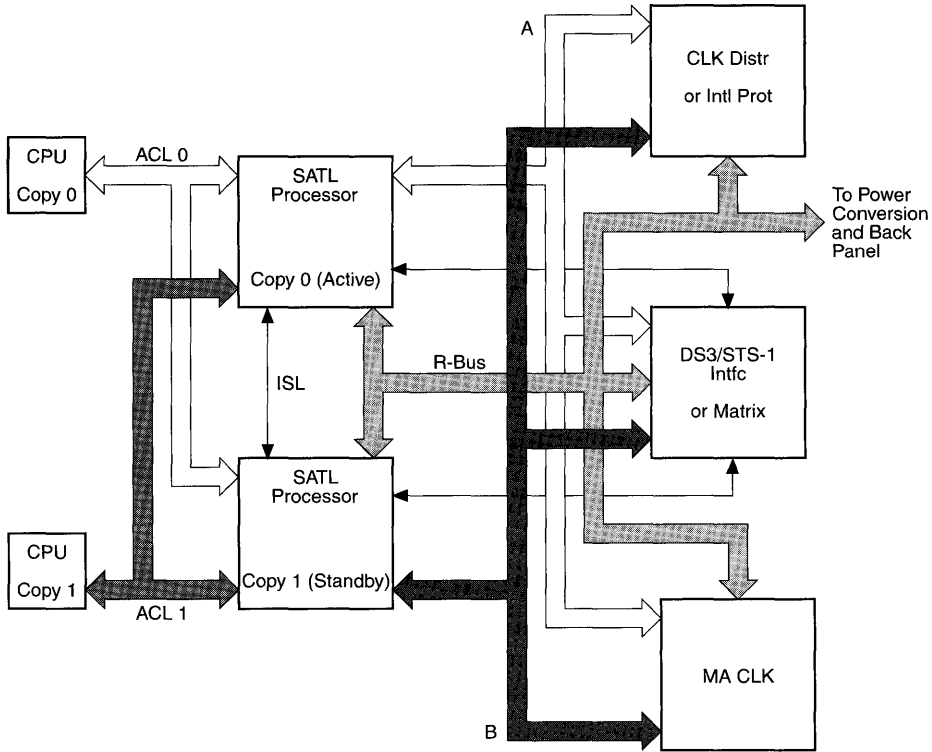 A
CLK Distr
or Intl Prot
CPU
Copy 0
ACL 0
SATL
Processor
Copy 0 (Active)
To Power
Conversion
and Back
Panel
ISL
R-Bus
DS3/STS-1
Intfc
or Matrix
SATL
Processor
Copy 1 (Standby)
CPU
Copy 1
ACL 1
MA CLK
B